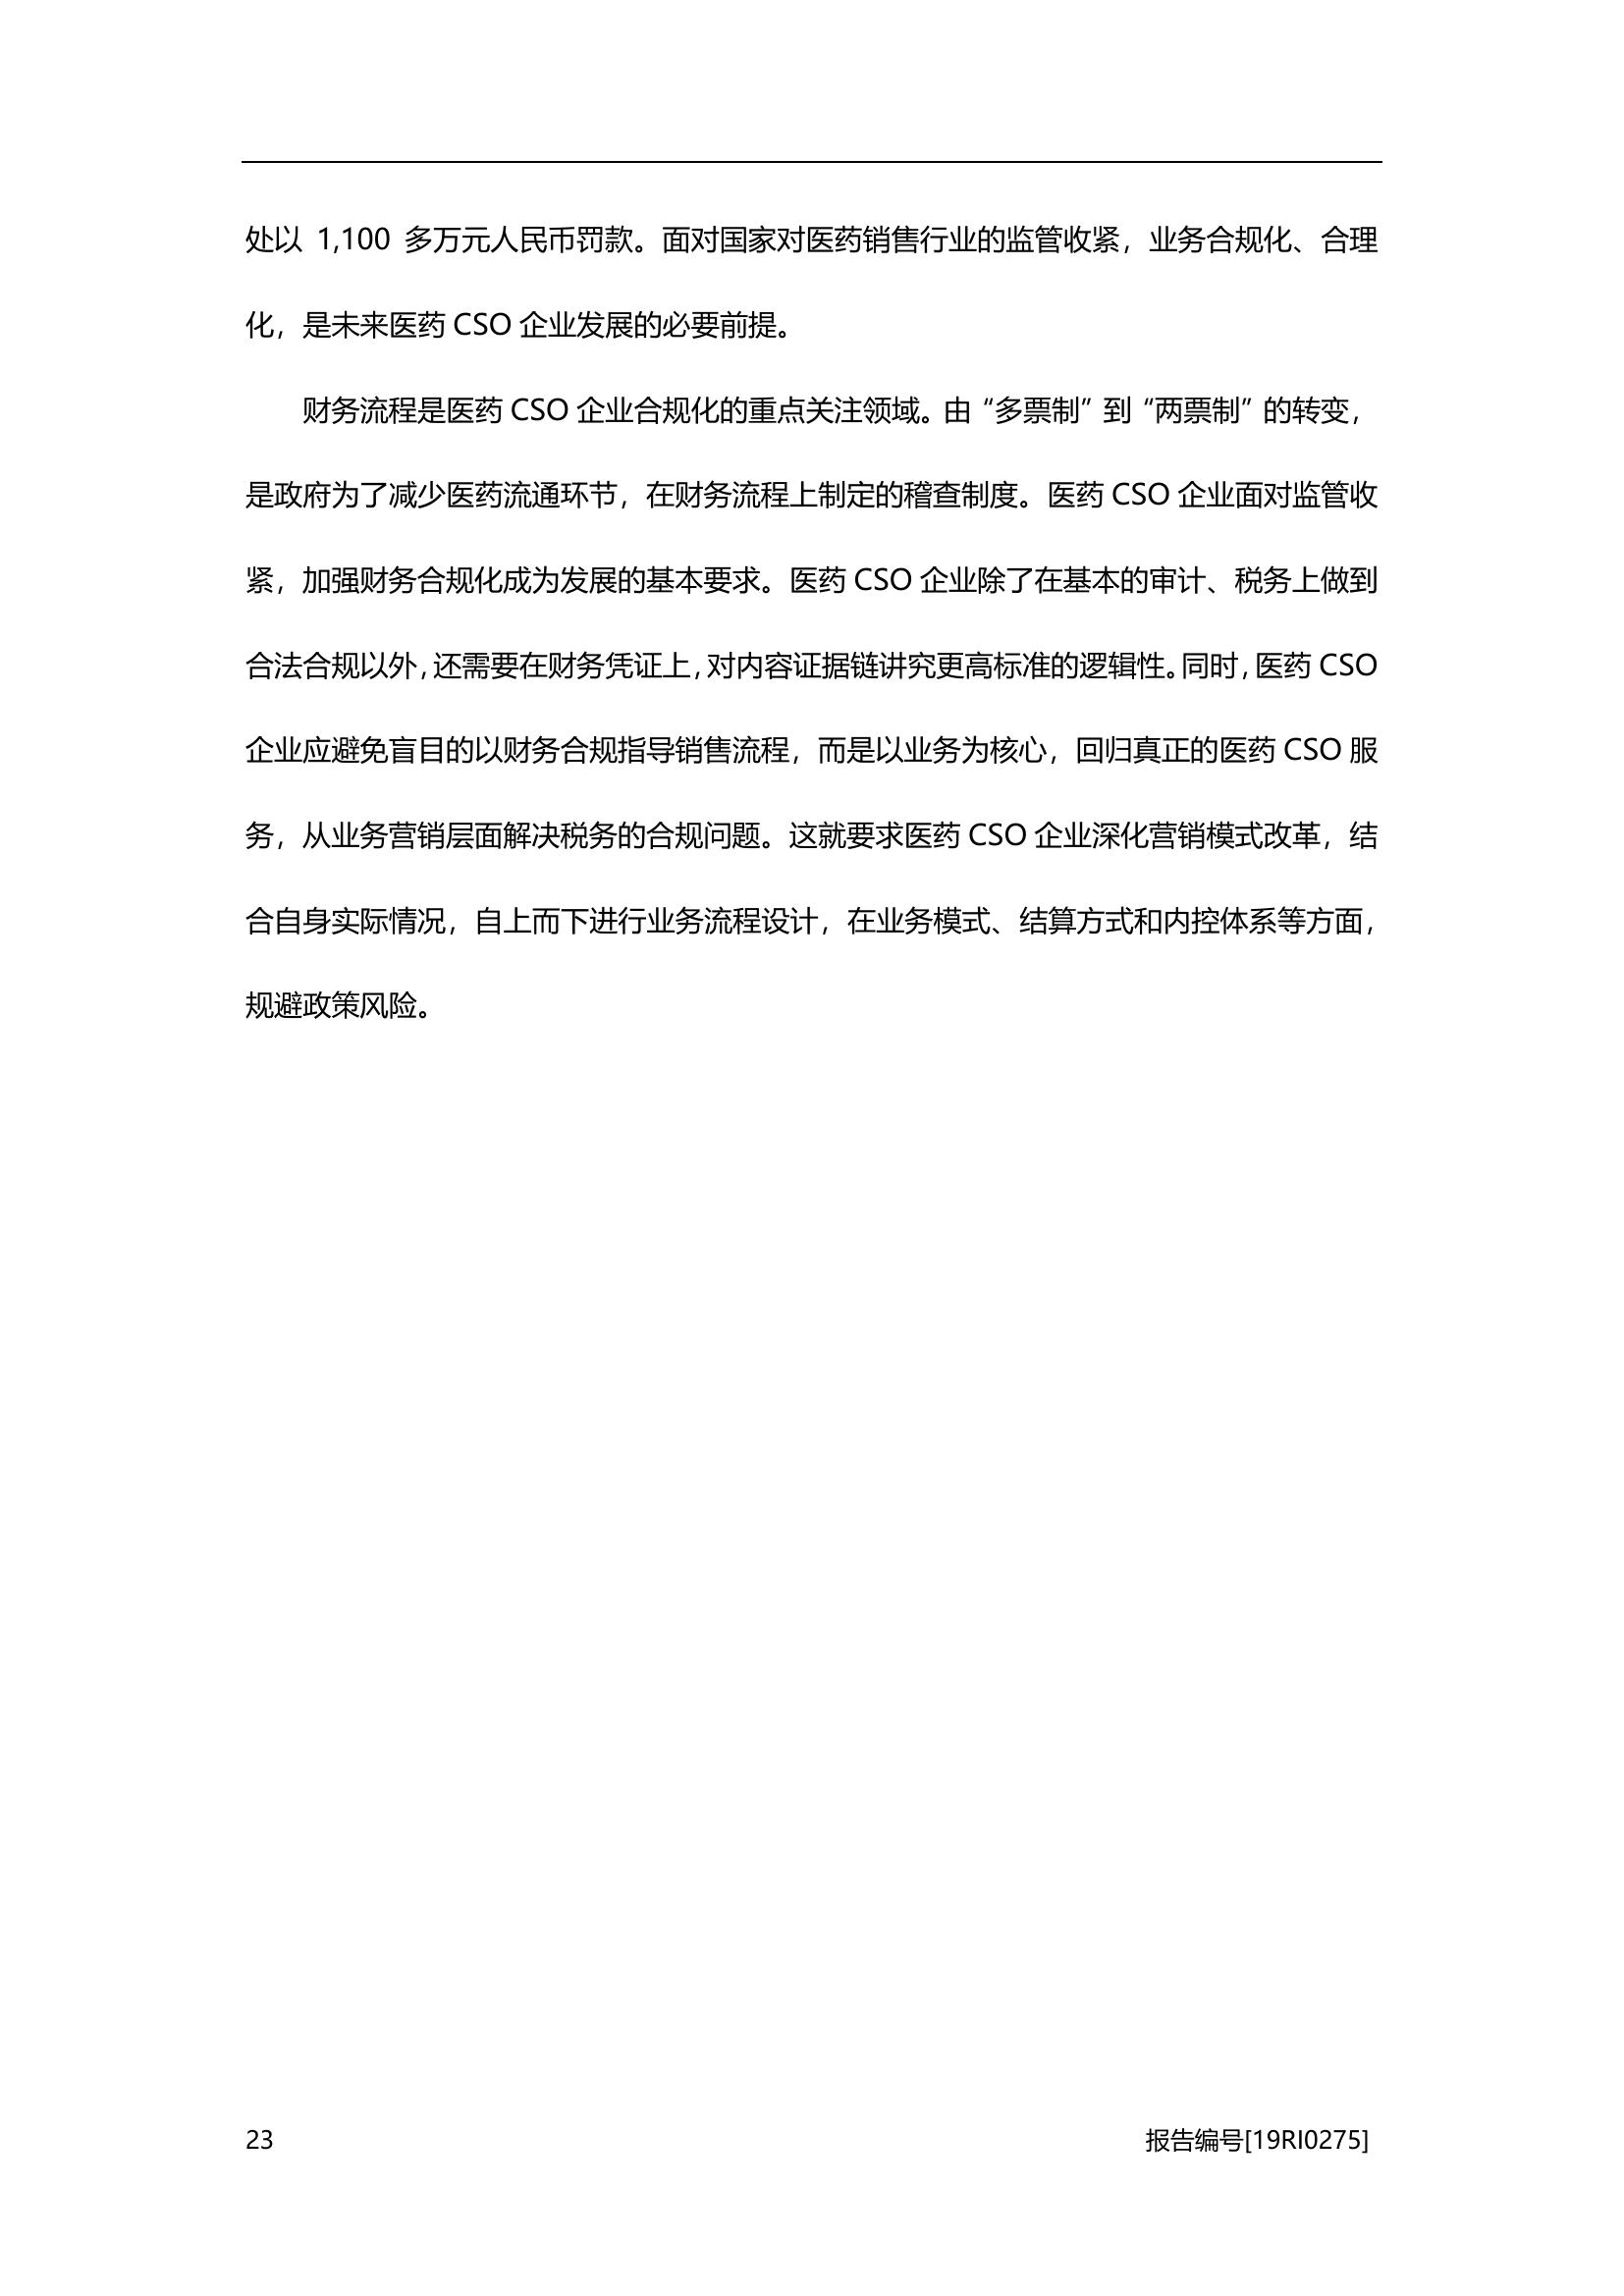 处以 1,100 多万元人民币罚款。面对国家对医药销售行业的监管收紧，业务合规化、合理
化，是未来医药 CSO 企业发展的必要前提。
财务流程是医药 CSO 企业合规化的重点关注领域。由“多票制”到“两票制”的转变，
是政府为了减少医药流通环节，在财务流程上制定的稽查制度。医药 CSO 企业面对监管收
紧，加强财务合规化成为发展的基本要求。医药 CSO 企业除了在基本的审计、税务上做到
合法合规以外，还需要在财务凭证上，对内容证据链讲究更高标准的逻辑性。同时，医药 CSO
企业应避免盲目的以财务合规指导销售流程，而是以业务为核心，回归真正的医药 CSO 服
务，从业务营销层面解决税务的合规问题。这就要求医药 CSO 企业深化营销模式改革，结
合自身实际情况，自上而下进行业务流程设计，在业务模式、结算方式和内控体系等方面，
规避政策风险。
23 报告编号[19RI0275]